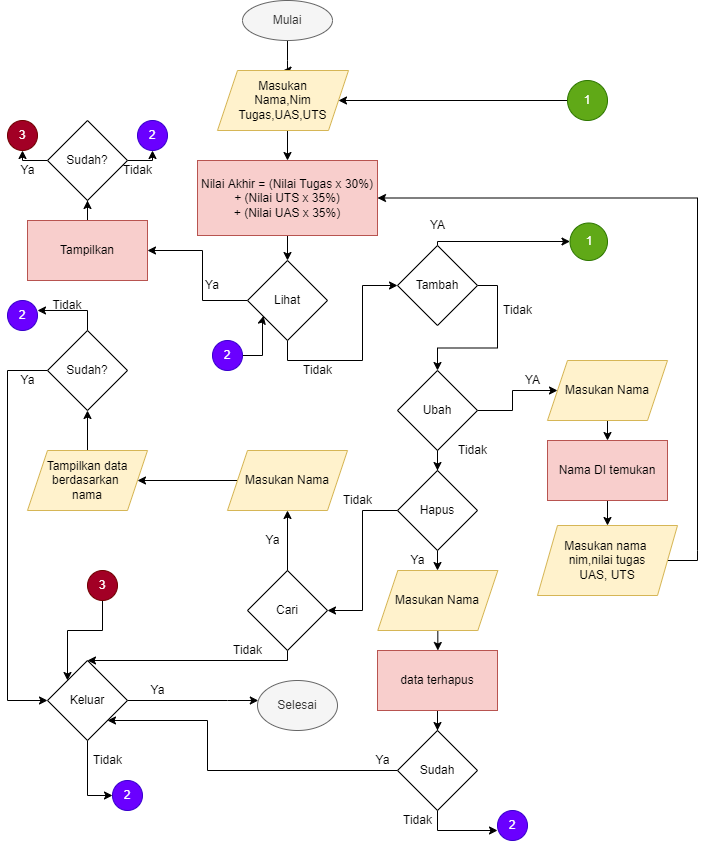 Mulai
Masukan
Nama,Nim
Tugas,UAS,UTS
1
3
2
Sudah?
Ya
Tidak
Nilai Akhir = (Nilai Tugas x 30%)
+ (Nilai UTS x 35%)
+ (Nilai UAS x 35%)
Tampilkan
Ya
Lihat
Tidak
2
YA
1
Tambah
Tidak
Tidak
2
Sudah?
Ya
Ubah
YA
Masukan Nama
Tidak
Nama DI temukan
Tampilkan data
berdasarkan
nama
Masukan Nama
Tidak
Hapus
Ya
Masukan nama
nim,nilai tugas
UAS, UTS
Ya
Cari
Tidak
3
Masukan Nama
data terhapus
Keluar
Ya
Selesai
Tidak
2
Ya
Sudah
Tidak
2